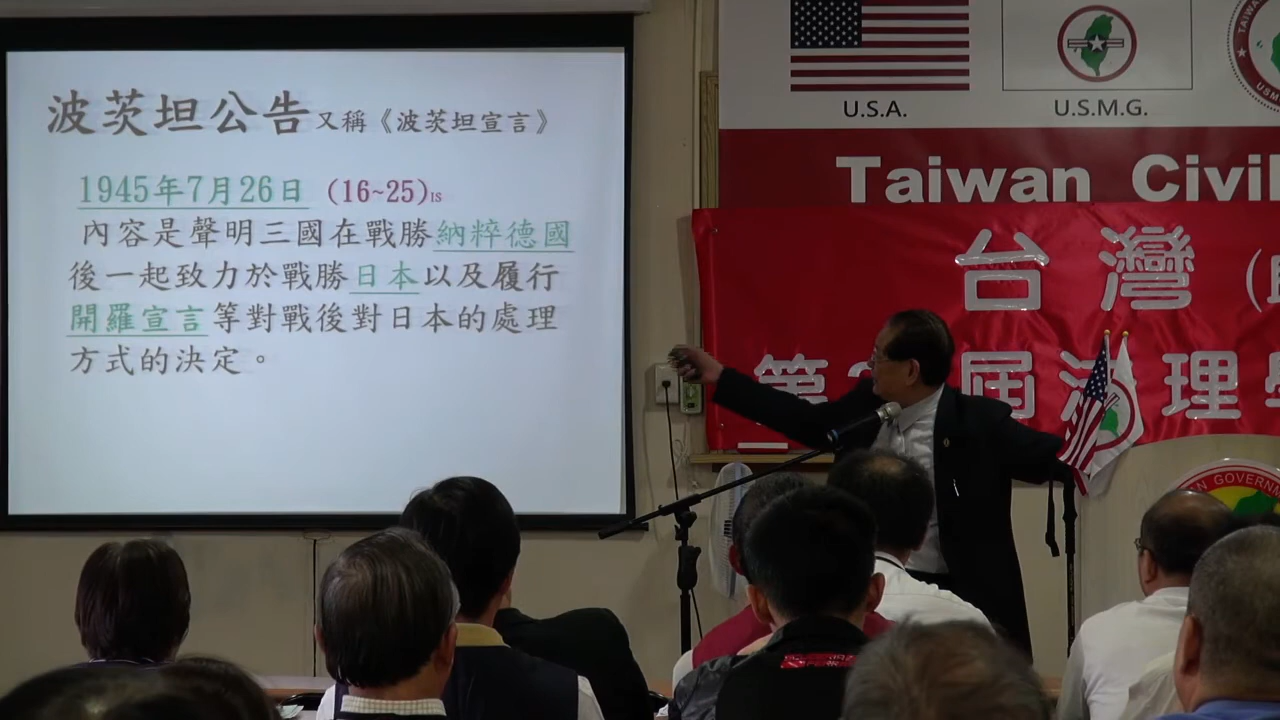 波茨坦公告又稱《波茨坦宣言》
1945年7月26日 (16~25)IS
內容是聲明三國在戰勝納粹德國
後一起致力於戰勝日本以及履行
開羅宣言等對戰後對日本的處理
方式的決定。
U.S.A.
U.S.M.G.
Taiwan Civil
台灣
第 屆法理學